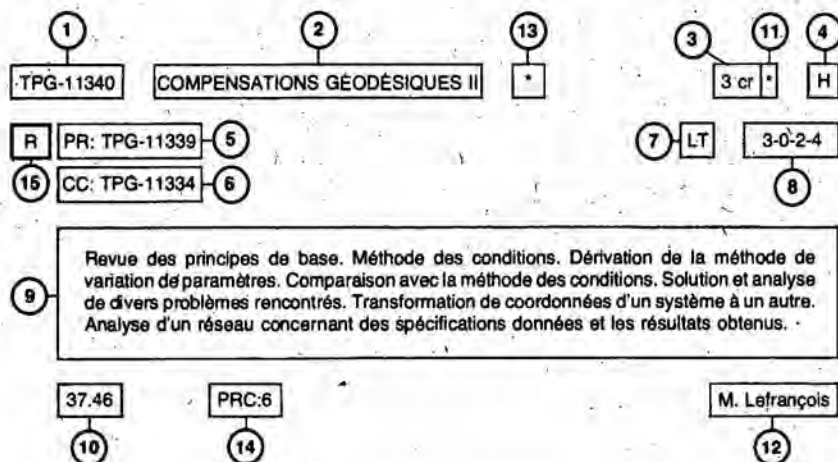 1 2 13 3 11 4
TPG-11340 COMPENSATIONS GÉODÉSIQUES II * 3 cr * H
R PR: TPG-11339 5 7 LT 3-0-2-4
15 CC: TPG-11334 6 8
Revue des principes de base. Méthode des conditions. Dérivation de la méthode de
variation de paramètres. Comparaison avec la méthode des conditions. Solution et analyse
9 de divers problèmes rencontrés. Transformation de coordonnées d'un système à un autre.
Analyse d'un réseau concernant des spécifications données et les résultats obtenus.
37.46 PRC:6 M. Lefrançois
10 14 12